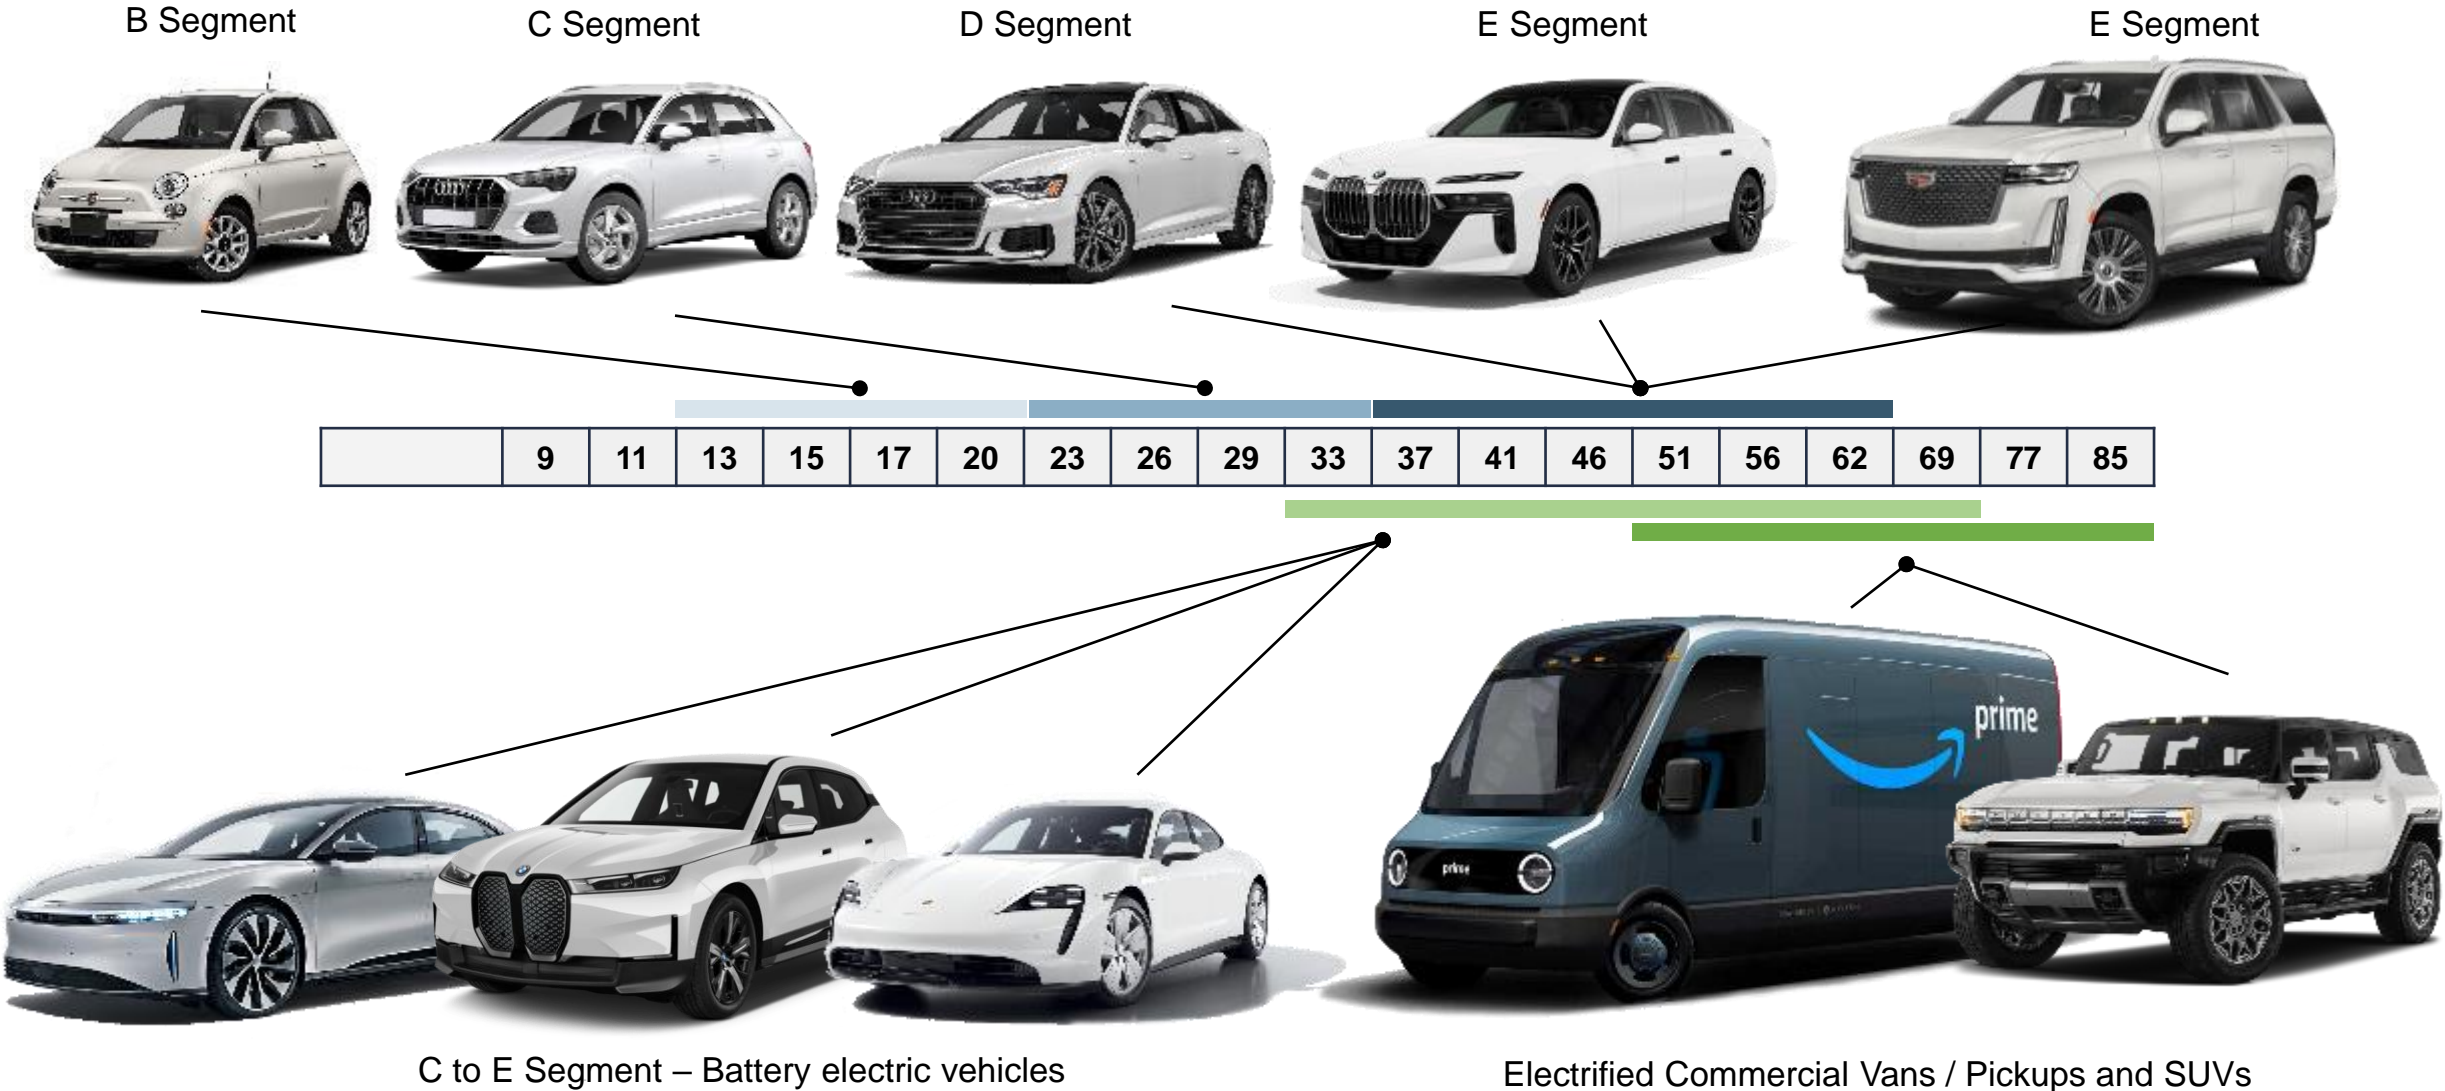 B Segment
C Segment
D Segment
E Segment
E Segment
9 11 13 15 17 20 23 26 29 33 37 41 46 51 56 62 69 77 85
prime
prime
C to E Segment – Battery electric vehicles
Electrified Commercial Vans / Pickups and SUVs